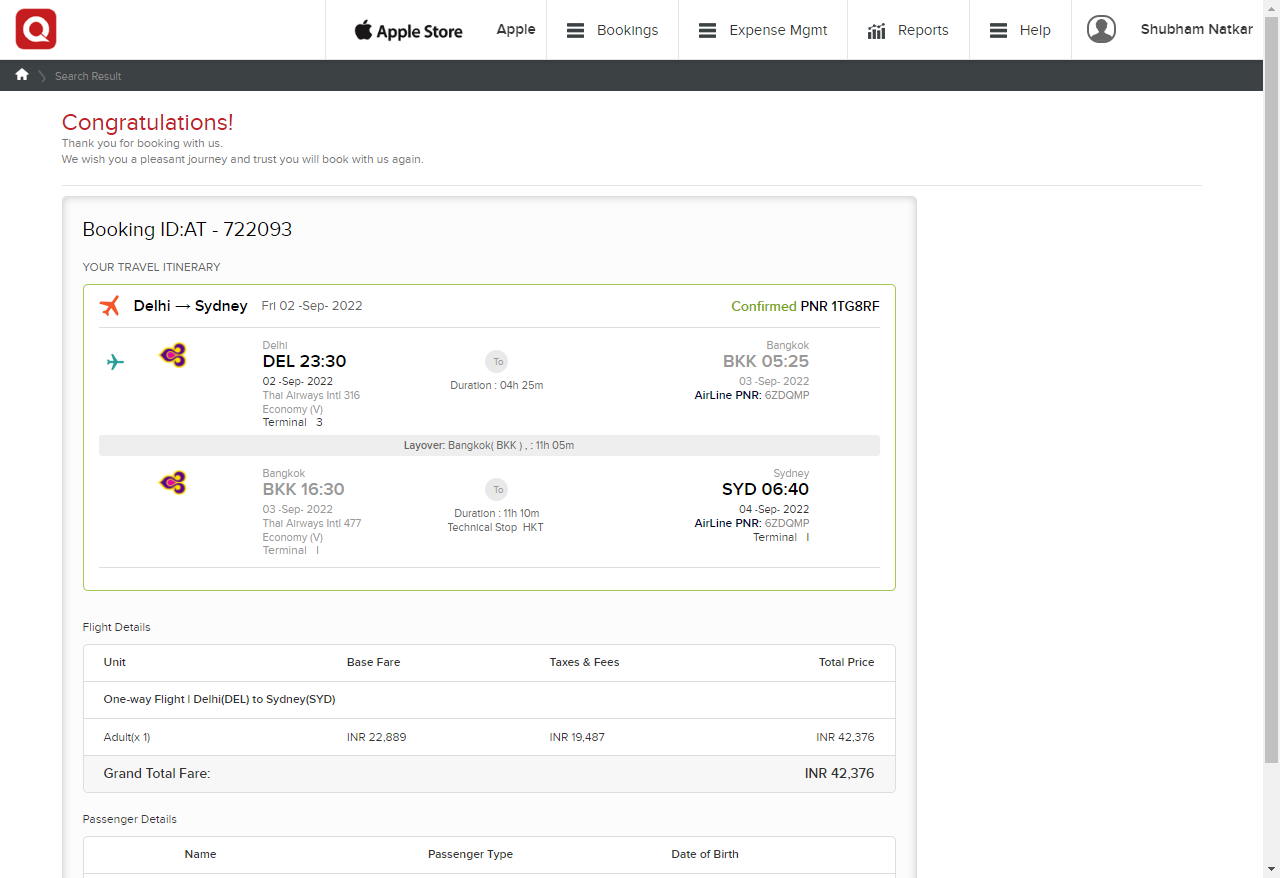 Q Apple Store Apple Bookings Expense Mgmt Reports Help Shubham Natkar
Search Result
Congratulations!
Thank you for booking with us.
We wish you a pleasant journey and trust you will book with us again.
Booking ID:AT - 722093
YOUR TRAVEL ITINERARY
Delhi → Sydney Fri 02 -Sep- 2022 Confirmed PNR 1TG8RF
Delhi Bangkok
DEL 23:30 To BKK 05:25
02 -Sep- 2022 Duration : 04h 25m 03 -Sep- 2022
Thai Airways Intl 316 AirLine PNR: 6ZDQMP
Economy (V)
Terminal 3
Layover: Bangkok( BKK ) , : 11h 05m
Bangkok Sydney
BKK 16:30 To SYD 06:40
03 -Sep- 2022 Duration : 11h 10m 04 -Sep- 2022
Thai Airways Intl 477 Technical Stop HKT AirLine PNR: 6ZDQMP
Economy (V) Terminal I
Terminal I
Flight Details
Unit Base Fare Taxes & Fees Total Price
One-way Flight | Delhi(DEL) to Sydney(SYD)
Adult(x 1) INR 22,889 INR 19,487 INR 42,376
Grand Total Fare: INR 42,376
Passenger Details
Name Passenger Type Date of Birth